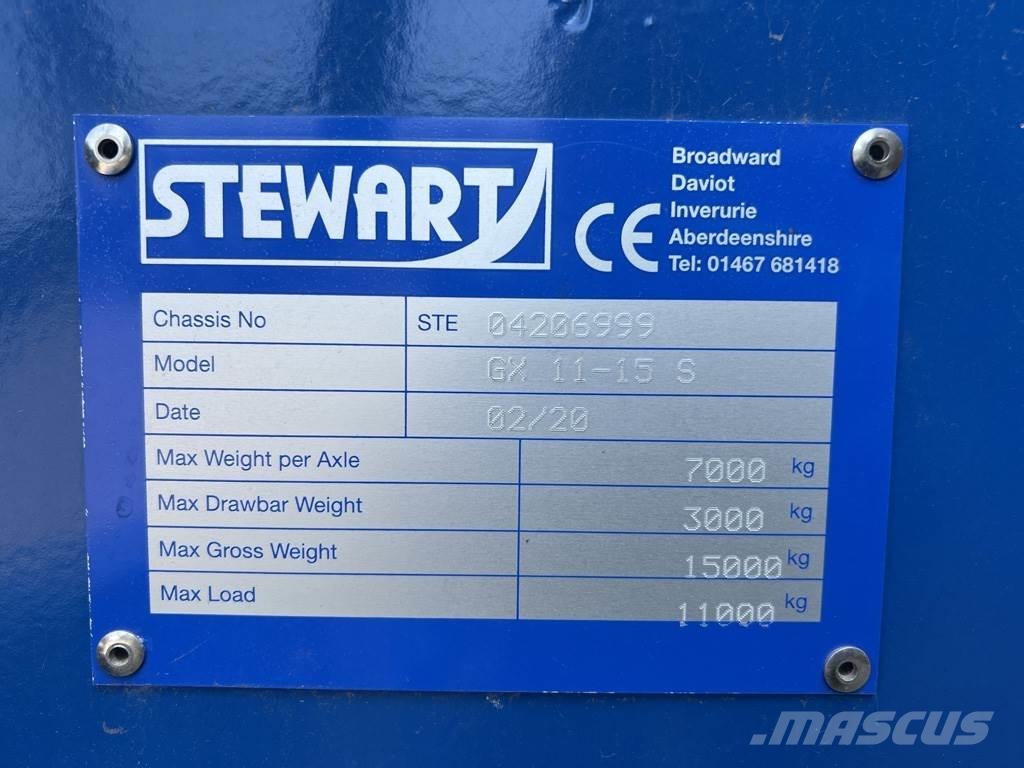 STEWART
CE
Broadward
Daviot
Inverurie
Aberdeenshire
Tel: 01467 681418
Chassis No STE 04206999
Model GX 11-15 S
Date 02/20
Max Weight per Axle 7000 kg
Max Drawbar Weight 3000 kg
Max Gross Weight 15000 kg
Max Load 11000 kg
MASCUS